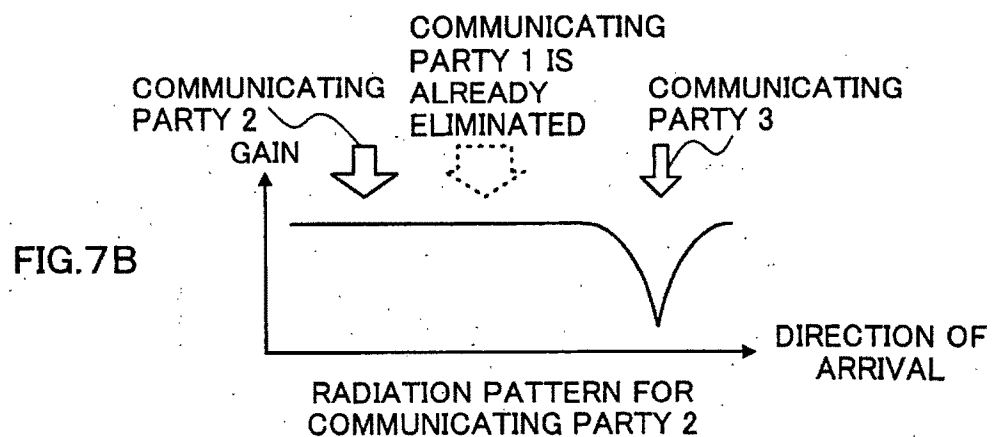 COMMUNICATING
PARTY 1 IS
ALREADY
ELIMINATED
COMMUNICATING
PARTY 2
COMMUNICATING
PARTY 3
GAIN
FIG.7B
DIRECTION OF
ARRIVAL
RADIATION PATTERN FOR
COMMUNICATING PARTY 2